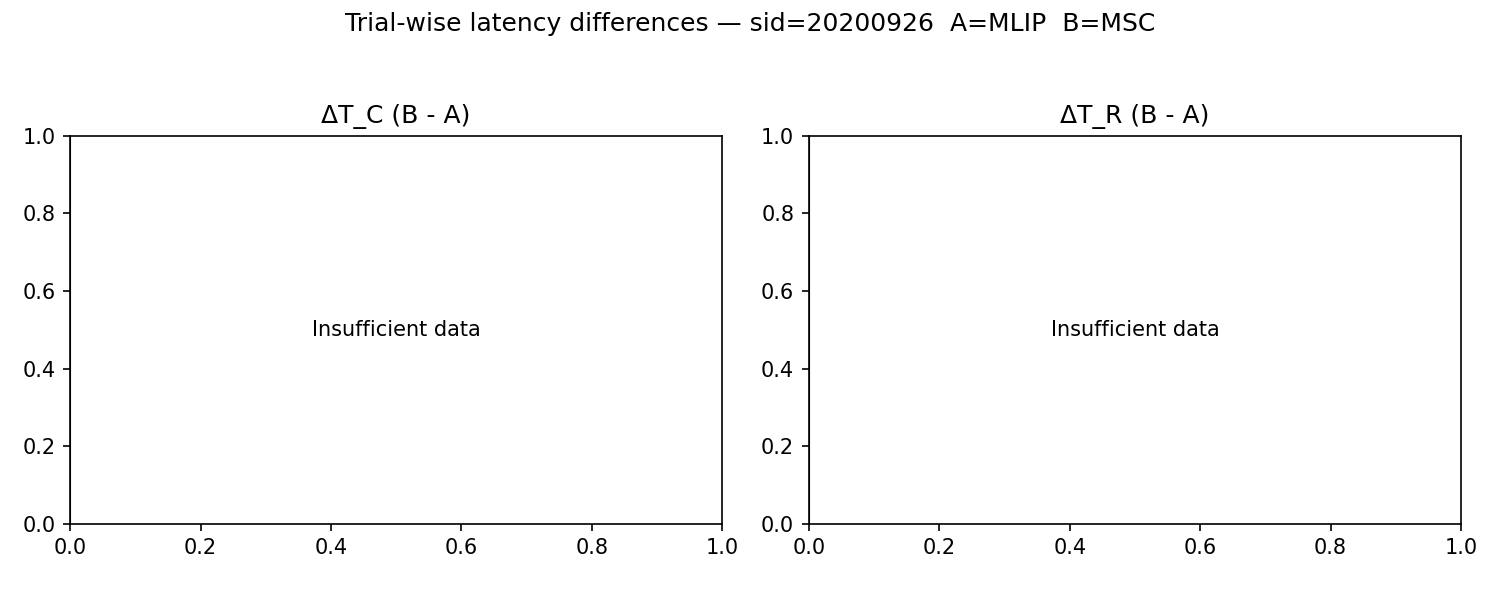 Trial-wise latency differences — sid=20200926  A=MLIP  B=MSC
ΔT_C (B - A)
1.0
0.8
0.6
0.4
0.2
0.0
Insufficient data
0.0 0.2 0.4 0.6 0.8 1.0
ΔT_R (B - A)
1.0
0.8
0.6
0.4
0.2
0.0
Insufficient data
0.0 0.2 0.4 0.6 0.8 1.0